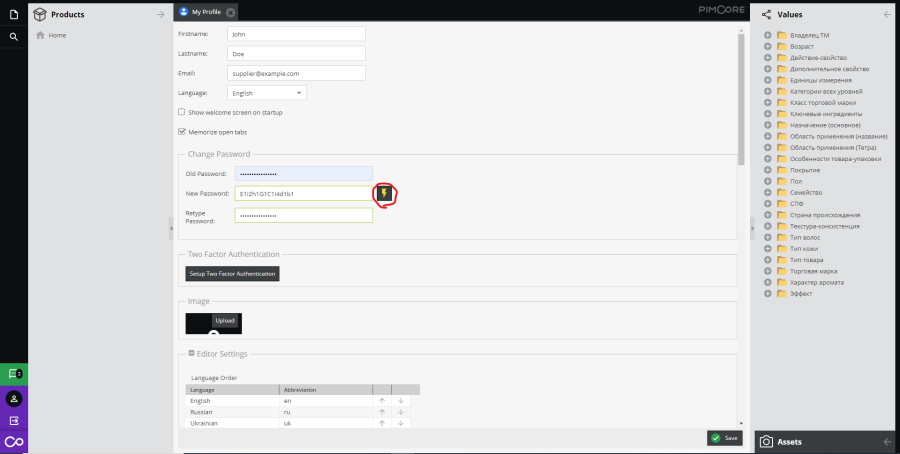 Products
Home
My Profile
PIMCORE
Firstname: John
Lastname: Doe
Email: supplier@example.com
Language: English
Show welcome screen on startup
Memorize open tabs
Change Password
Old Password: ••••••••••••••••
New Password: E1i2h1G1C1i4d1b1
Retype
Password: ••••••••••••••••
Two Factor Authentication
Setup Two Factor Authentication
Image
Upload
Editor Settings
Language Order
Language Abbreviation
English en
Russian ru
Ukrainian uk
Save
Values
Владелец ТМ
Возраст
Действие-свойство
Дополнительное свойство
Единицы измерения
Категории всех уровней
Класс торговой марки
Ключевые ингредиенты
Назначение (основное)
Область применения (название)
Область применения (Тетра)
Особенности товара-упаковки
Покрытие
Пол
Семейство
СПФ
Страна происхождения
Текстура-консистенция
Тип волос
Тип кожи
Тип товара
Торговая марка
Характер аромата
Эффект
Assets